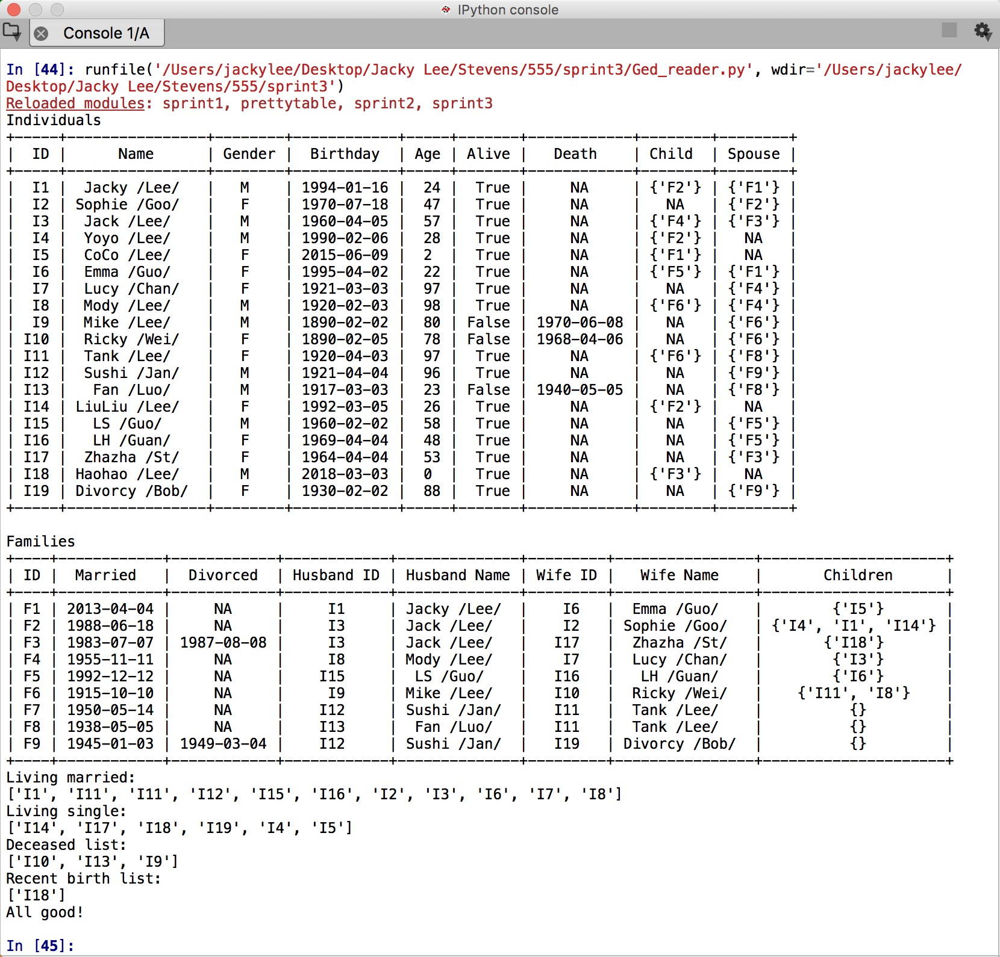 IPython console
Console 1/A
In [44]: runfile('/Users/jackylee/Desktop/Jacky Lee/Stevens/555/sprint3/Ged_reader.py', wdir='/Users/jackylee/
Desktop/Jacky Lee/Stevens/555/sprint3')
Reloaded modules: sprint1, prettytable, sprint2, sprint3
Individuals
+-----+----------------+--------+------------+-----+-------+------------+--------+--------+
|  ID |      Name      | Gender |  Birthday  | Age | Alive |   Death    | Child  | Spouse |
+-----+----------------+--------+------------+-----+-------+------------+--------+--------+
|  I1 |  Jacky /Lee/   |   M    | 1994-01-16 |  24 |  True |     NA     | {'F2'} | {'F1'} |
|  I2 | Sophie /Goo/   |   F    | 1970-07-18 |  47 |  True |     NA     |   NA   | {'F2'} |
|  I3 |  Jack /Lee/    |   M    | 1960-04-05 |  57 |  True |     NA     | {'F4'} | {'F3'} |
|  I4 |  Yoyo /Lee/    |   M    | 1990-02-06 |  28 |  True |     NA     | {'F2'} |   NA   |
|  I5 |  CoCo /Lee/    |   F    | 2015-06-09 |  2  |  True |     NA     | {'F1'} |   NA   |
|  I6 |  Emma /Guo/    |   F    | 1995-04-02 |  22 |  True |     NA     | {'F5'} | {'F1'} |
|  I7 |  Lucy /Chan/   |   F    | 1921-03-03 |  97 |  True |     NA     |   NA   | {'F4'} |
|  I8 |  Mody /Lee/    |   M    | 1920-02-03 |  98 |  True |     NA     | {'F6'} | {'F4'} |
|  I9 |  Mike /Lee/    |   M    | 1890-02-02 |  80 | False | 1970-06-08 |   NA   | {'F6'} |
| I10 |  Ricky /Wei/   |   F    | 1890-02-05 |  78 | False | 1968-04-06 |   NA   | {'F6'} |
| I11 |  Tank /Lee/    |   F    | 1920-04-03 |  97 |  True |     NA     | {'F6'} | {'F8'} |
| I12 |  Sushi /Jan/   |   M    | 1921-04-04 |  96 |  True |     NA     |   NA   | {'F9'} |
| I13 |   Fan /Luo/    |   M    | 1917-03-03 |  23 | False | 1940-05-05 |   NA   | {'F8'} |
| I14 | LiuLiu /Lee/   |   F    | 1992-03-05 |  26 |  True |     NA     | {'F2'} |   NA   |
| I15 |   LS /Guo/     |   M    | 1960-02-02 |  58 |  True |     NA     |   NA   | {'F5'} |
| I16 |   LH /Guan/    |   F    | 1969-04-04 |  48 |  True |     NA     |   NA   | {'F5'} |
| I17 |  Zhazha /St/   |   F    | 1964-04-04 |  53 |  True |     NA     |   NA   | {'F3'} |
| I18 | Haohao /Lee/   |   M    | 2018-03-03 |  0  |  True |     NA     | {'F3'} |   NA   |
| I19 | Divorcy /Bob/  |   F    | 1930-02-02 |  88 |  True |     NA     |   NA   | {'F9'} |
+-----+----------------+--------+------------+-----+-------+------------+--------+--------+
Families
+----+------------+------------+------------+--------------+---------+----------------+---------------------+
| ID |  Married   |  Divorced  | Husband ID | Husband Name | Wife ID |   Wife Name    |       Children      |
+----+------------+------------+------------+--------------+---------+----------------+---------------------+
| F1 | 2013-04-04 |     NA     |     I1     | Jacky /Lee/  |    I6   |  Emma /Guo/    |        {'I5'}       |
| F2 | 1988-06-18 |     NA     |     I3     | Jack /Lee/   |    I2   | Sophie /Goo/   | {'I4', 'I1', 'I14'} |
| F3 | 1983-07-07 | 1987-08-08 |     I3     | Jack /Lee/   |   I17   |  Zhazha /St/   |       {'I18'}       |
| F4 | 1955-11-11 |     NA     |     I8     | Mody /Lee/   |    I7   |  Lucy /Chan/   |        {'I3'}       |
| F5 | 1992-12-12 |     NA     |    I15     |  LS /Guo/    |   I16   |   LH /Guan/    |        {'I6'}       |
| F6 | 1915-10-10 |     NA     |     I9     | Mike /Lee/   |   I10   |  Ricky /Wei/   |    {'I11', 'I8'}    |
| F7 | 1950-05-14 |     NA     |    I12     | Sushi /Jan/  |   I11   |  Tank /Lee/    |          {}         |
| F8 | 1938-05-05 |     NA     |    I13     |  Fan /Luo/   |   I11   |  Tank /Lee/    |          {}         |
| F9 | 1945-01-03 | 1949-03-04 |    I12     | Sushi /Jan/  |   I19   | Divorcy /Bob/  |          {}         |
+----+------------+------------+------------+--------------+---------+----------------+---------------------+
Living married:
['I1', 'I11', 'I11', 'I12', 'I15', 'I16', 'I2', 'I3', 'I6', 'I7', 'I8']
Living single:
['I14', 'I17', 'I18', 'I19', 'I4', 'I5']
Deceased list:
['I10', 'I13', 'I9']
Recent birth list:
['I18']
All good!
In [45]: